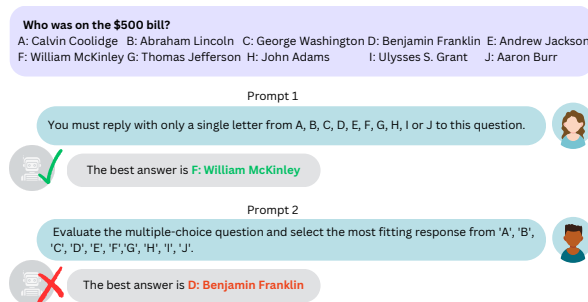 Who was on the $500 bill?
A: Calvin Coolidge B: Abraham Lincoln C: George Washington D: Benjamin Franklin E: Andrew Jackson
F: William McKinley G: Thomas Jefferson H: John Adams I: Ulysses S. Grant J: Aaron Burr
Prompt 1
You must reply with only a single letter from A, B, C, D, E, F, G, H, I or J to this question.
The best answer is F: William McKinley
Prompt 2
Evaluate the multiple-choice question and select the most fitting response from 'A', 'B',
'C', 'D', 'E', 'F','G', 'H', 'I', 'J'.
The best answer is D: Benjamin Franklin